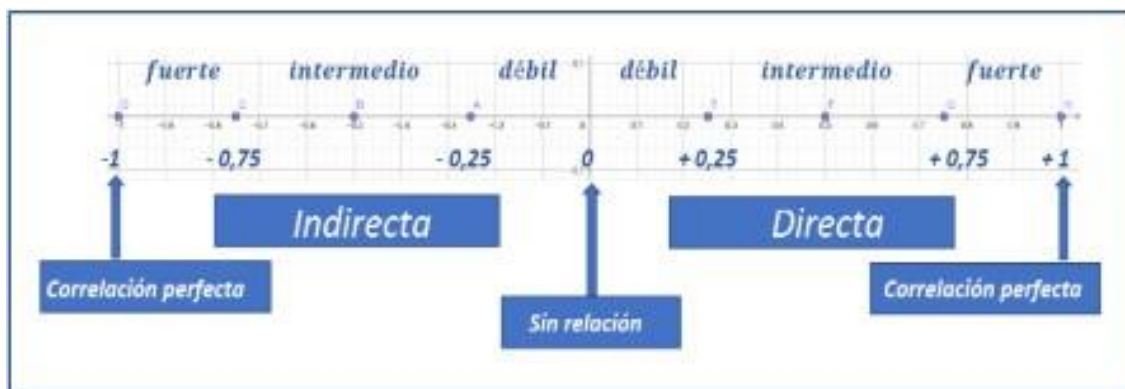 fuerte intermedio débil débil intermedio fuerte
-1 - 0,75 - 0,25 0 + 0,25 + 0,75 + 1
Indirecta Directa
Correlación perfecta Correlación perfecta
Sin relación